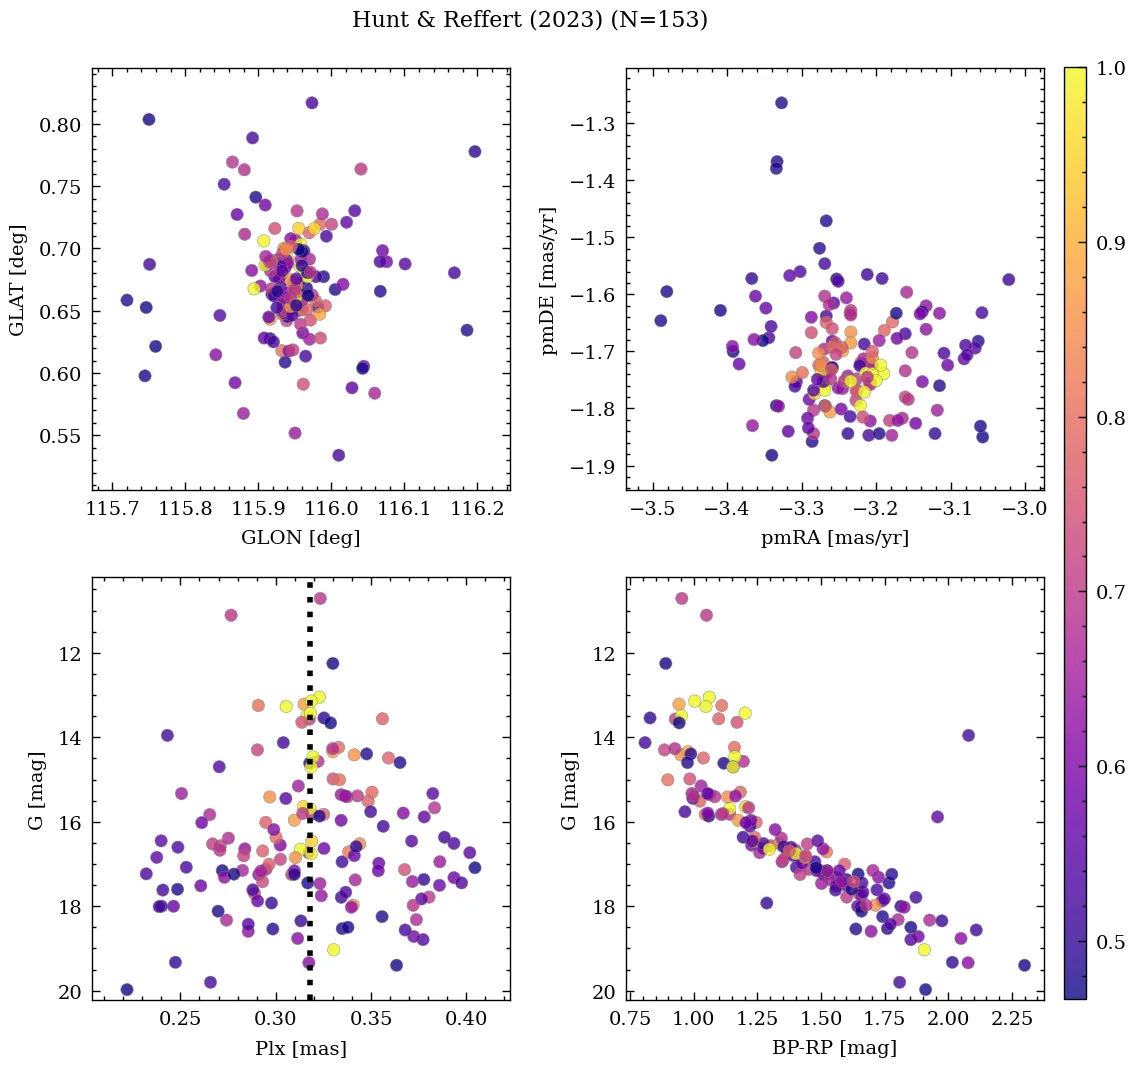 Hunt & Reffert (2023) (N=153)
0.80
0.75
0.70
0.65
0.60
0.55
GLAT [deg]
115.7 115.8 115.9 116.0 116.1 116.2
GLON [deg]
−1.3
−1.4
−1.5
−1.6
−1.7
−1.8
−1.9
pmDE [mas/yr]
−3.5 −3.4 −3.3 −3.2 −3.1 −3.0
pmRA [mas/yr]
1.0
0.9
0.8
0.7
0.6
0.5
12
14
16
18
20
G [mag]
0.25 0.30 0.35 0.40
Plx [mas]
12
14
16
18
20
G [mag]
0.75 1.00 1.25 1.50 1.75 2.00 2.25
BP-RP [mag]